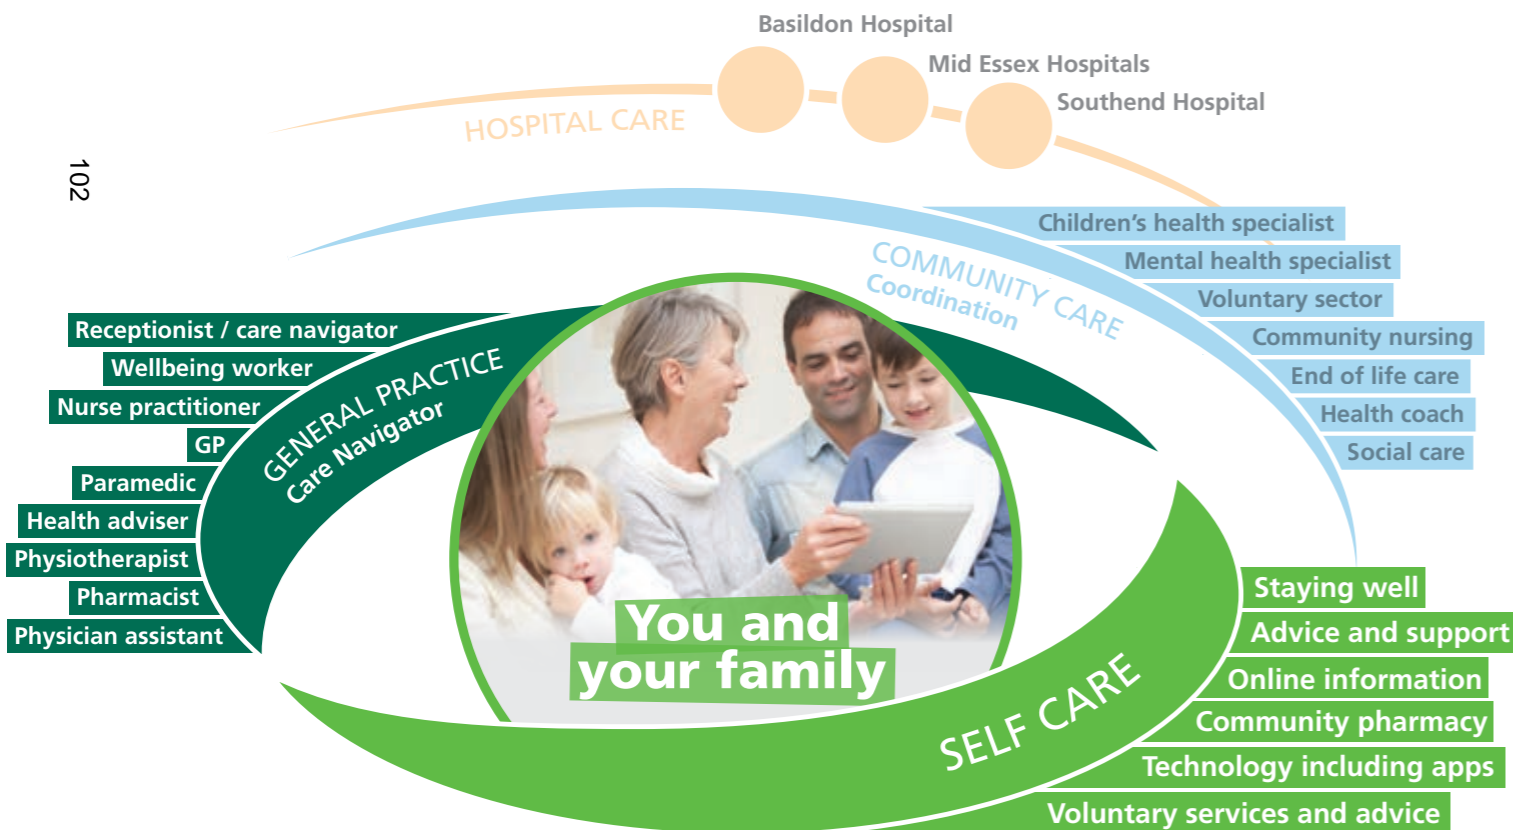 Basildon Hospital
Mid Essex Hospitals
Southend Hospital
HOSPITAL CARE
102
Children's health specialist
Mental health specialist
Voluntary sector
Community nursing
End of life care
Health coach
Social care
COMMUNITY CARE
Coordination
Receptionist / care navigator
Wellbeing worker
Nurse practitioner
GP
Paramedic
Health adviser
Physiotherapist
Pharmacist
Physician assistant
GENERAL PRACTICE
Care Navigator
You and
your family
SELF CARE
Staying well
Advice and support
Online information
Community pharmacy
Technology including apps
Voluntary services and advice